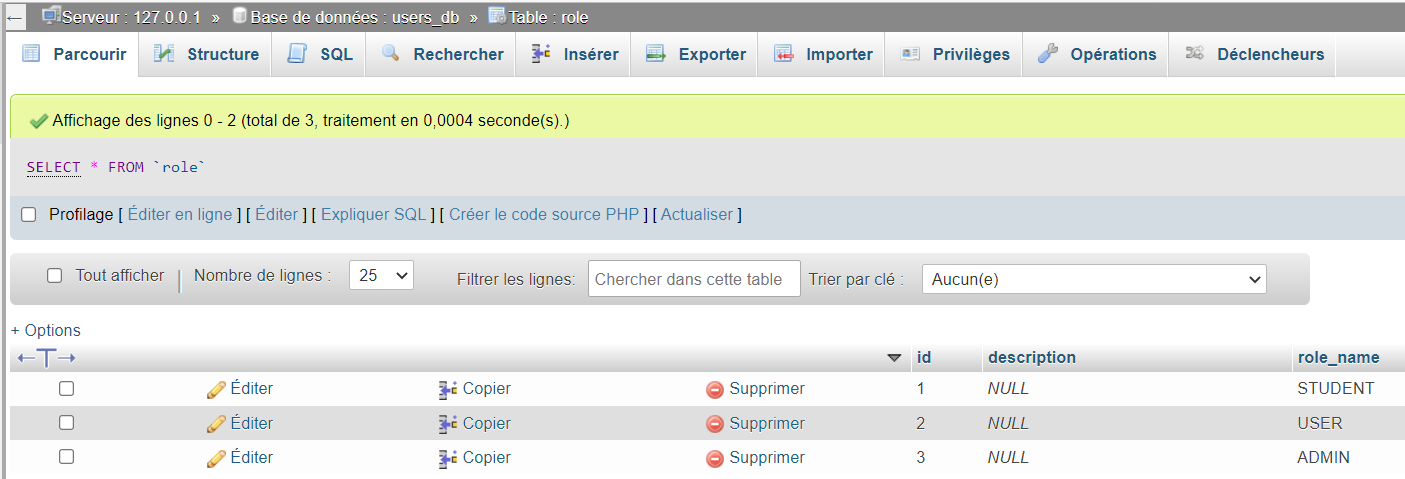 Serveur : 127.0.0.1 » Base de données : users_db » Table : role
Parcourir Structure SQL Rechercher Insérer Exporter Importer Privilèges Opérations Déclencheurs
Affichage des lignes 0 - 2 (total de 3, traitement en 0,0004 seconde(s).)
SELECT * FROM `role`
Profilage [ Éditer en ligne ] [ Éditer ] [ Expliquer SQL ] [ Créer le code source PHP ] [ Actualiser ]
Tout afficher Nombre de lignes : 25 Filtrer les lignes: Chercher dans cette table Trier par clé : Aucun(e)
+ Options
←T→ id description role_name
Éditer Copier Supprimer 1 NULL STUDENT
Éditer Copier Supprimer 2 NULL USER
Éditer Copier Supprimer 3 NULL ADMIN